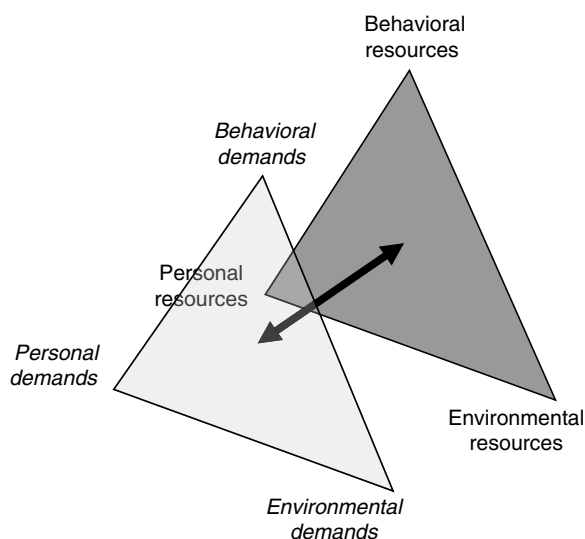 Behavioral
resources
Behavioral
demands
Personal
resources
Personal
demands
Environmental
resources
Environmental
demands